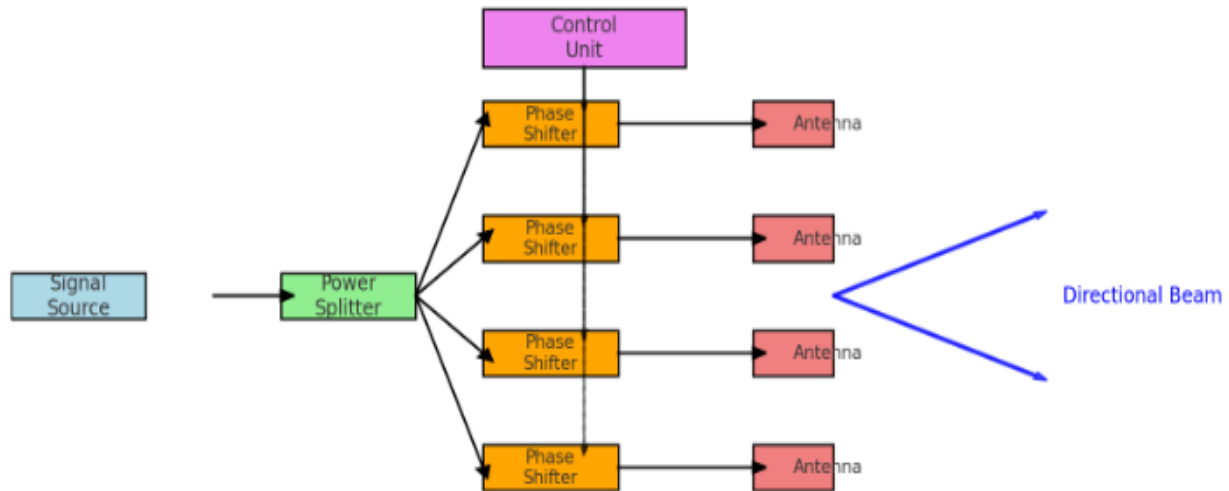 Control
Unit
Phase
Shifter
Antenna
Phase
Shifter
Antenna
Signal
Source
Power
Splitter
Directional Beam
Phase
Shifter
Antenna
Phase
Shifter
Antenna